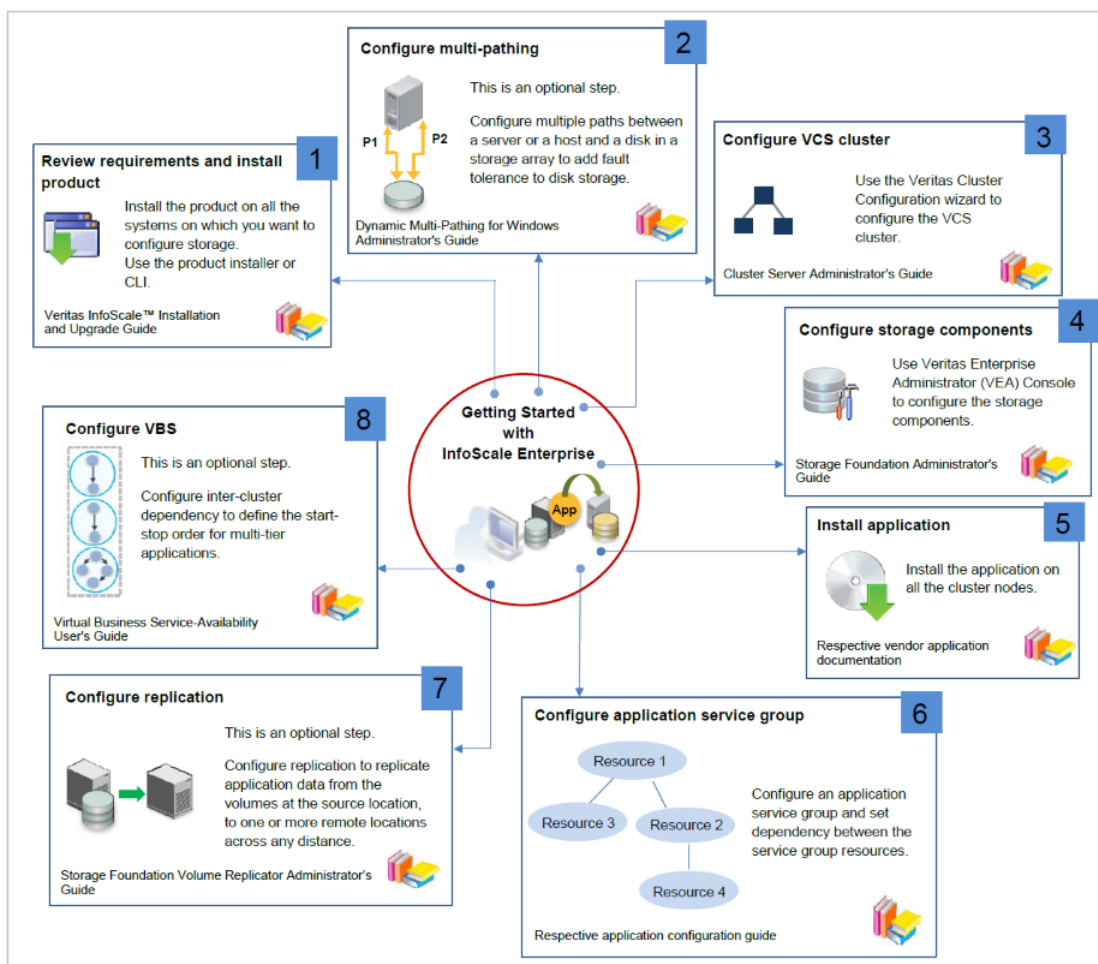 Getting Started
with
InfoScale Enterprise
App
1
Review requirements and install
product
Install the product on all the
systems on which you want to
configure storage.
Use the product installer or
CLI.
Veritas InfoScale™ Installation
and Upgrade Guide
2
Configure multi-pathing
This is an optional step.
Configure multiple paths between
a server or a host and a disk in a
storage array to add fault
tolerance to disk storage.
P1
P2
Dynamic Multi-Pathing for Windows
Administrator's Guide
3
Configure VCS cluster
Use the Veritas Cluster
Configuration wizard to
configure the VCS
cluster.
Cluster Server Administrator's Guide
4
Configure storage components
Use Veritas Enterprise
Administrator (VEA) Console
to configure the storage
components.
Storage Foundation Administrator's
Guide
5
Install application
Install the application on
all the cluster nodes.
Respective vendor application
documentation
6
Configure application service group
Resource 1
Resource 3
Resource 2
Resource 4
Configure an application
service group and set
dependency between the
service group resources.
Respective application configuration guide
7
Configure replication
This is an optional step.
Configure replication to replicate
application data from the
volumes at the source location,
to one or more remote locations
across any distance.
Storage Foundation Volume Replicator Administrator's
Guide
8
Configure VBS
This is an optional step.
Configure inter-cluster
dependency to define the start-
stop order for multi-tier
applications.
Virtual Business Service-Availability
User's Guide